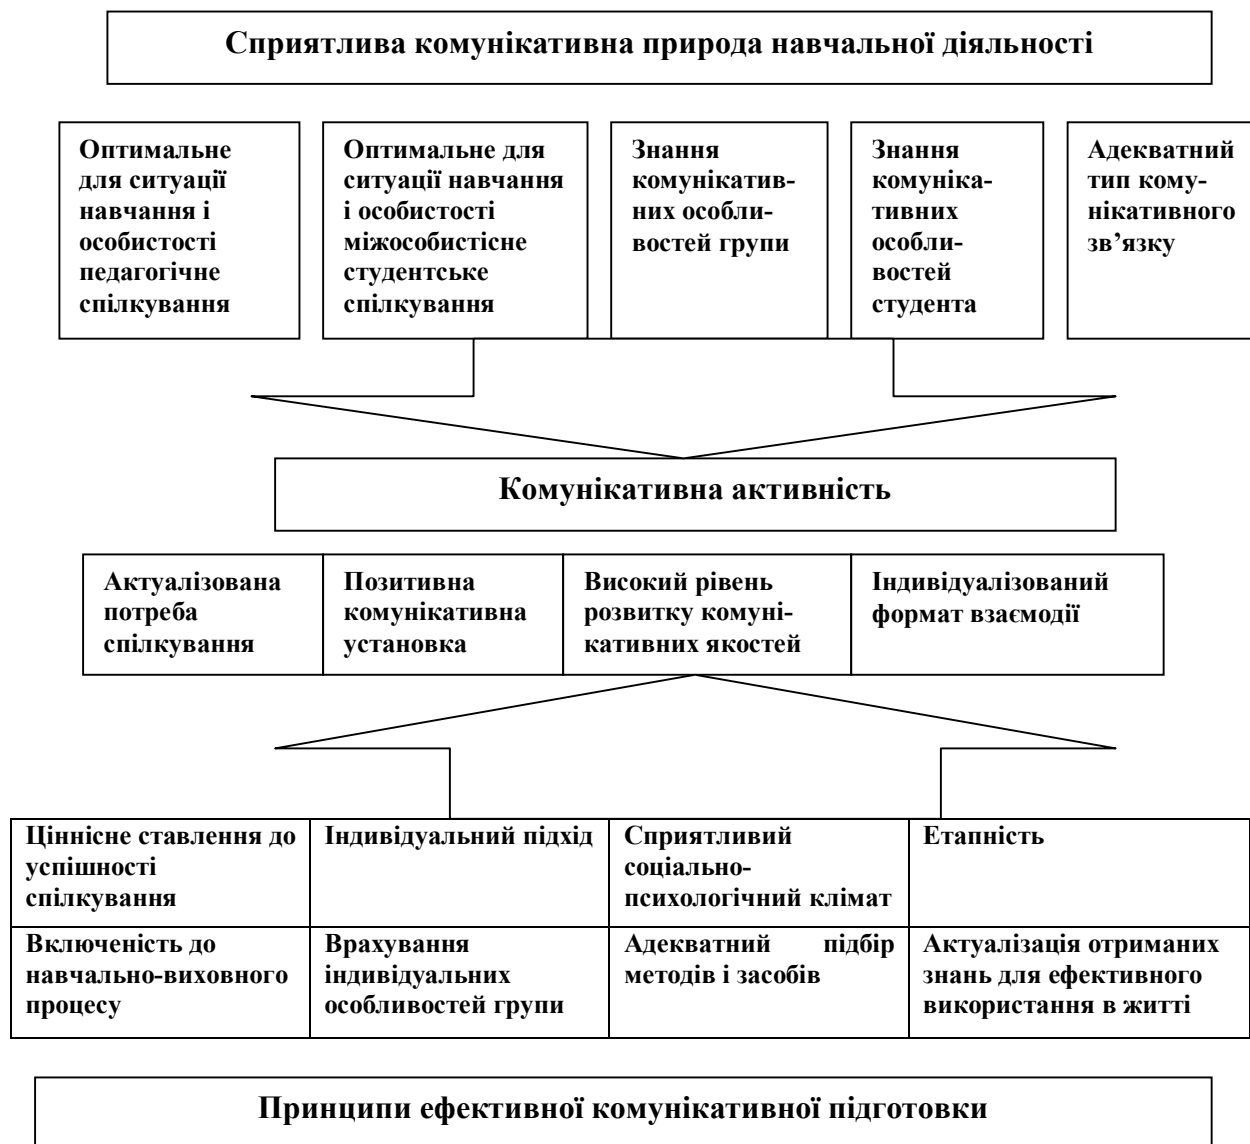 Сприятлива комунікативна природа навчальної діяльності
Оптимальне
для ситуації
навчання і
особистості
педагогічне
спілкування
Оптимальне для
ситуації навчання
і особистості
міжособистісне
студентське
спілкування
Знання
комунікатив-
них особли-
востей групи
Знання
комуніка-
тивних
особли-
востей
студента
Адекватний
тип кому-
нікативного
зв’язку
Комунікативна активність
Актуалізована
потреба
спілкування
Позитивна
комунікативна
установка
Високий рівень
розвитку комуні-
кативних якостей
Індивідуалізований
формат взаємодії
Ціннісне ставлення до
успішності
спілкування
Індивідуальний підхід
Сприятливий
соціально-
психологічний клімат
Етапність
Включеність до
навчально-виховного
процесу
Врахування
індивідуальних
особливостей групи
Адекватний підбір
методів і засобів
Актуалізація отриманих
знань для ефективного
використання в житті
Принципи ефективної комунікативної підготовки